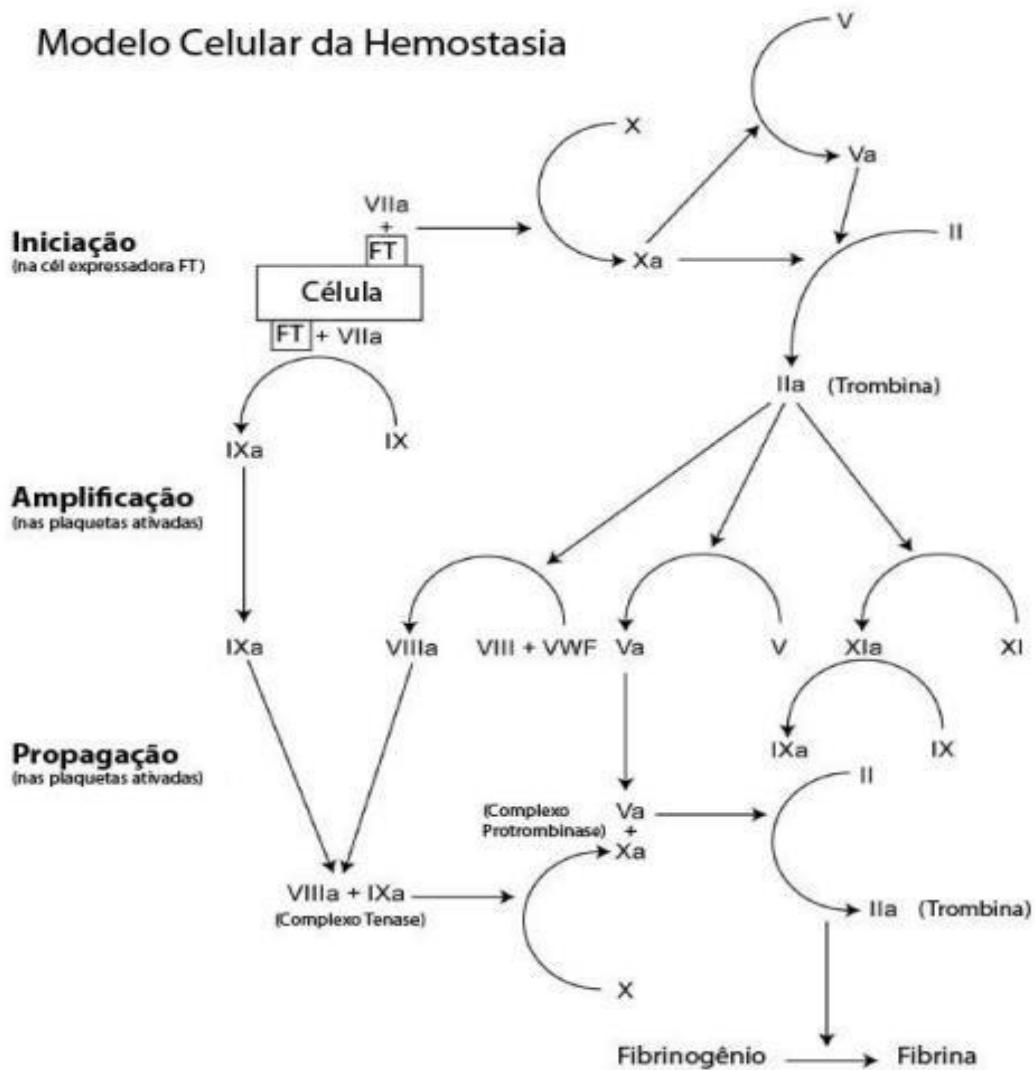 Modelo Celular da Hemostasia
V
X
Va
VIIa
+
FT
Iniciação
(na cél expressadora FT)
Xa
II
Célula
FT + VIIa
IIa (Trombina)
IXa
IX
Amplificação
(nas plaquetas ativadas)
IXa
VIIIa
VIII + VWF
Va
V
XIa
XI
Propagação
(nas plaquetas ativadas)
IXa
IX
II
(Complexo
Protrombinase)
Va
+
Xa
VIIIa + IXa
(Complexo Tenase)
IIa (Trombina)
X
Fibrinogênio
Fibrina